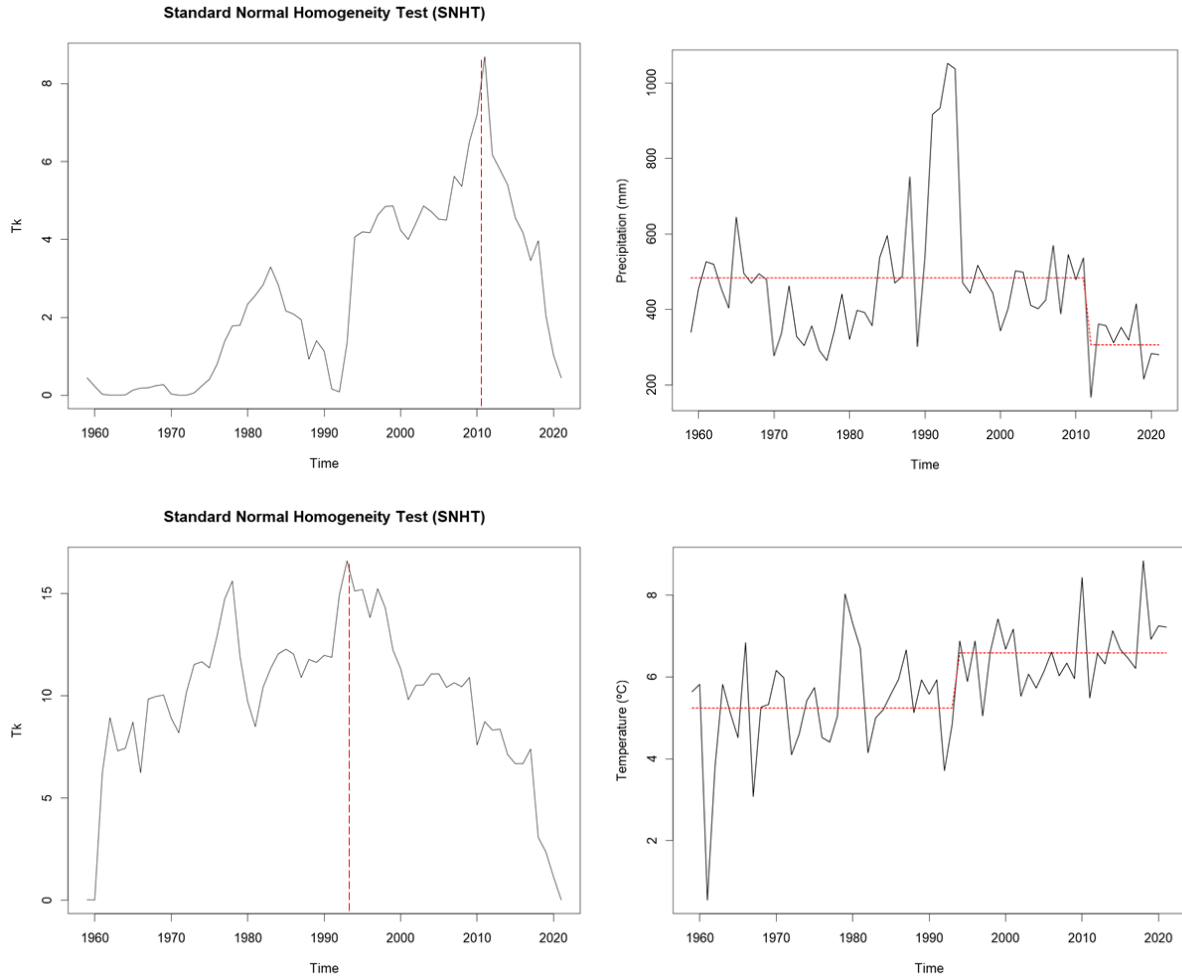 Standard Normal Homogeneity Test (SNHT)
Tk
8
6
4
2
0
1960 1970 1980 1990 2000 2010 2020
Time
Precipitation (mm)
1000
800
600
400
200
1960 1970 1980 1990 2000 2010 2020
Time
Standard Normal Homogeneity Test (SNHT)
Tk
15
10
5
0
1960 1970 1980 1990 2000 2010 2020
Time
Temperature (ºC)
8
6
4
2
1960 1970 1980 1990 2000 2010 2020
Time